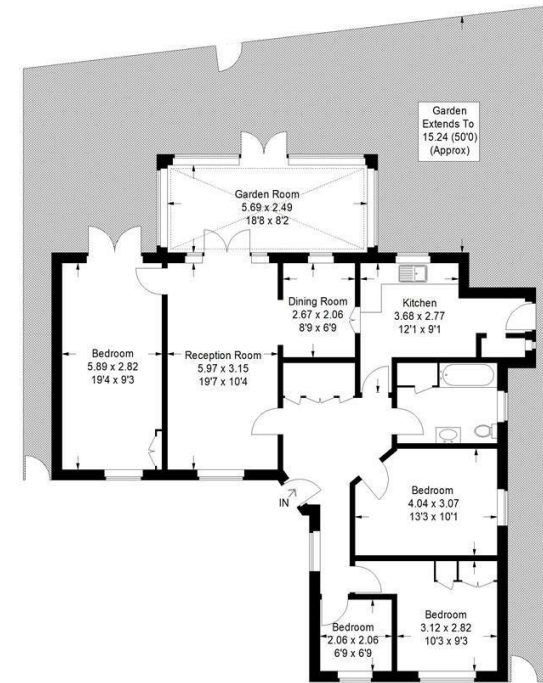 Garden
Extends To
15.24 (50'0)
(Approx)
Garden Room
5.69 x 2.49
18'8 x 8'2
Dining Room
2.67 x 2.06
8'9 x 6'9
Kitchen
3.68 x 2.77
12'1 x 9'1
Bedroom
5.89 x 2.82
19'4 x 9'3
Reception Room
5.97 x 3.15
19'7 x 10'4
IN
Bedroom
4.04 x 3.07
13'3 x 10'1
Bedroom
3.12 x 2.82
10'3 x 9'3
Bedroom
2.06 x 2.06
6'9 x 6'9